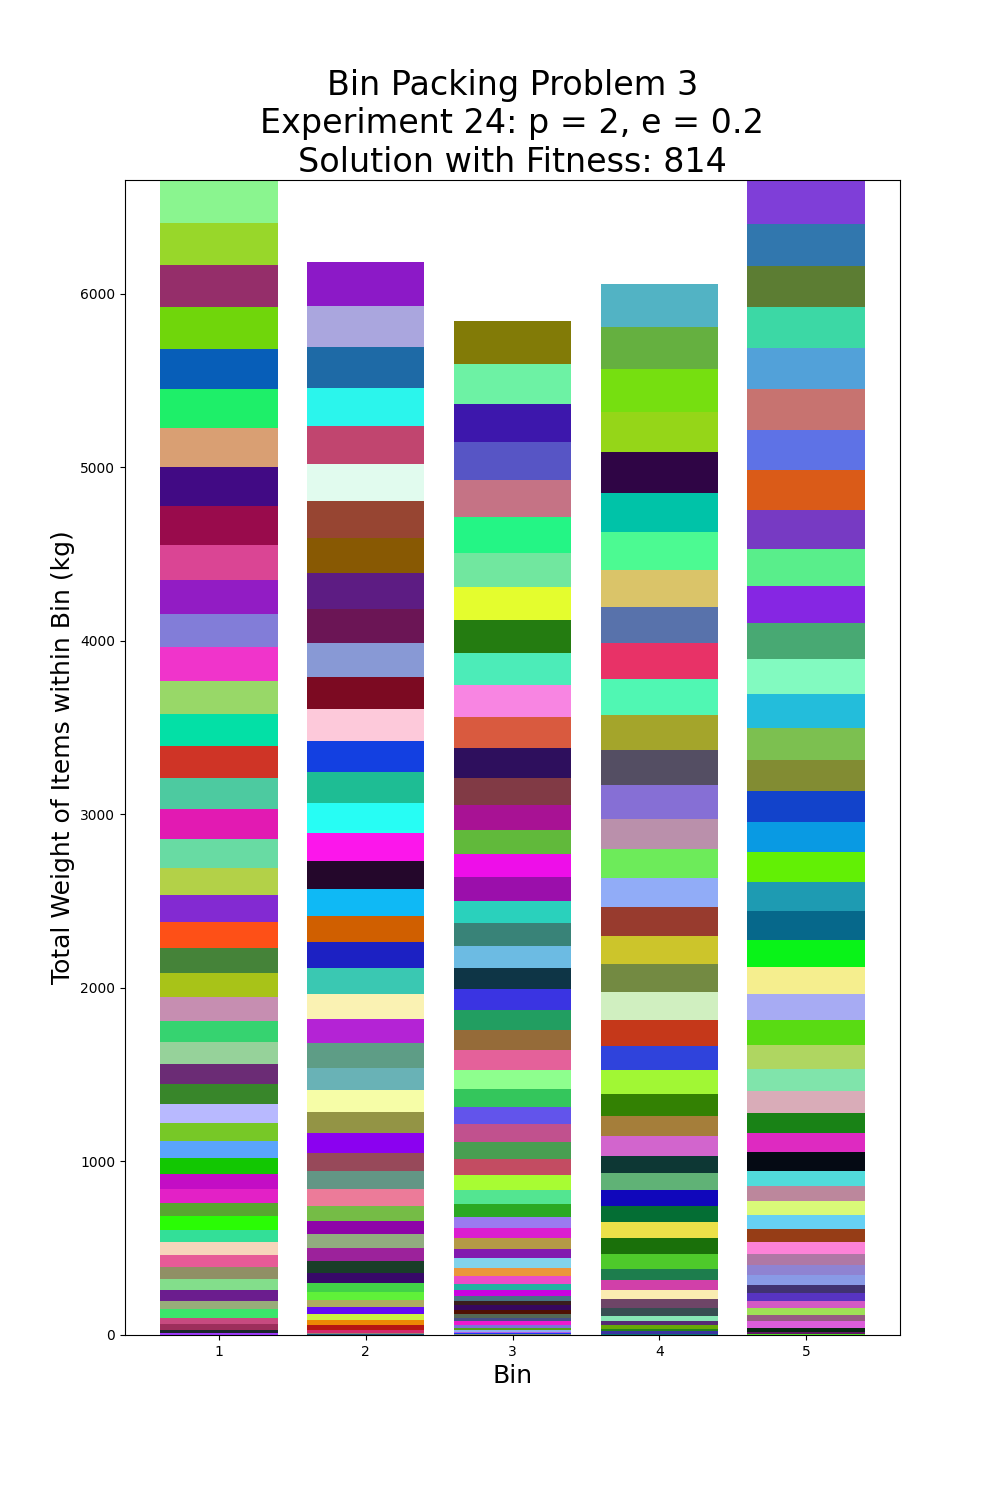 Bin Packing Problem 3
Experiment 24: p = 2, e = 0.2
Solution with Fitness: 814
Total Weight of Items within Bin (kg)
6000
5000
4000
3000
2000
1000
0
1 2 3 4 5
Bin